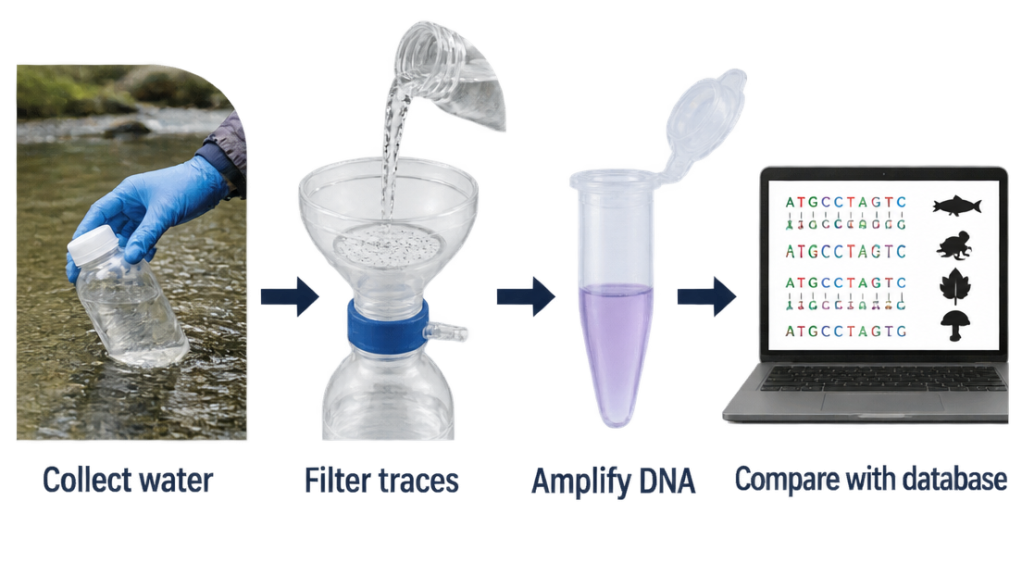 ATGCCTAGTC
ATGCCTAGTC
ATGCCTAGTC
ATGCCTAGTG
Collect water
Filter traces
Amplify DNA
Compare with database